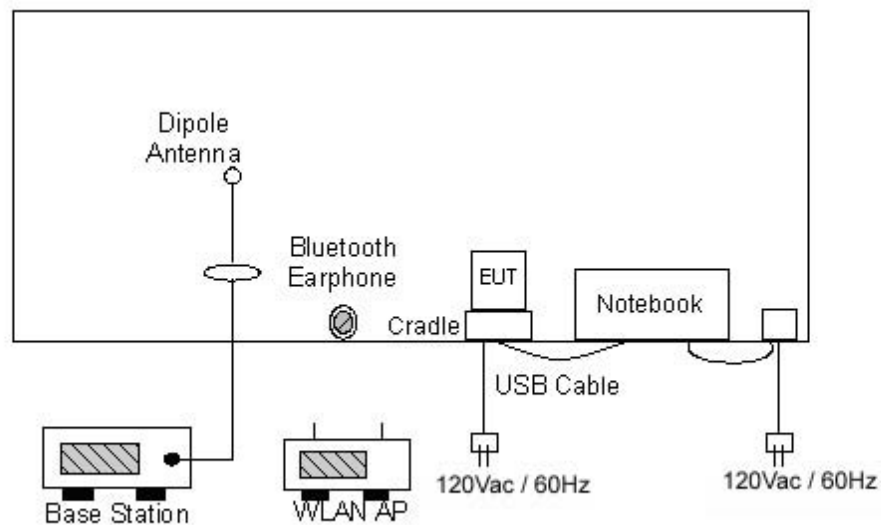 Dipole
Antenna
Bluetooth
Earphone
EUT
Notebook
Cradle
USB Cable
120Vac / 60Hz
120Vac / 60Hz
Base Station
WLAN AP